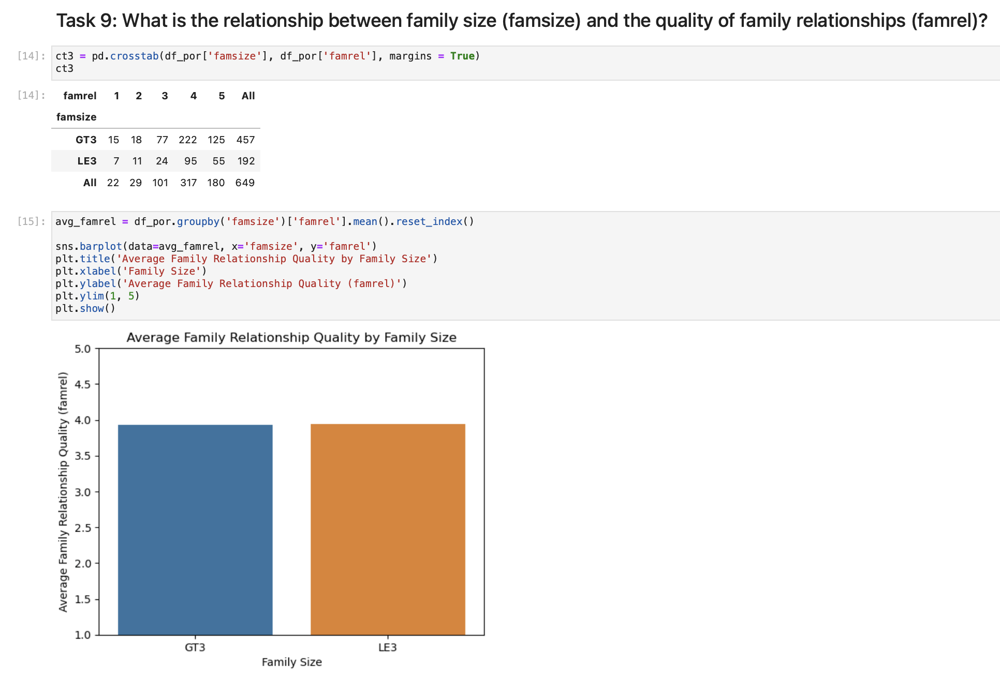 Task 9: What is the relationship between family size (famsize) and the quality of family relationships (famrel)?
[14]: ct3 = pd.crosstab(df_por['famsize'], df_por['famrel'], margins = True)
ct3
[14]: famrel 1 2 3 4 5 All
famsize
GT3 15 18 77 222 125 457
LE3 7 11 24 95 55 192
All 22 29 101 317 180 649
[15]: avg_famrel = df_por.groupby('famsize')['famrel'].mean().reset_index()
sns.barplot(data=avg_famrel, x='famsize', y='famrel')
plt.title('Average Family Relationship Quality by Family Size')
plt.xlabel('Family Size')
plt.ylabel('Average Family Relationship Quality (famrel)')
plt.ylim(1, 5)
plt.show()
Average Family Relationship Quality by Family Size
Average Family Relationship Quality (famrel)
5.0
4.5
4.0
3.5
3.0
2.5
2.0
1.5
1.0
GT3 LE3
Family Size